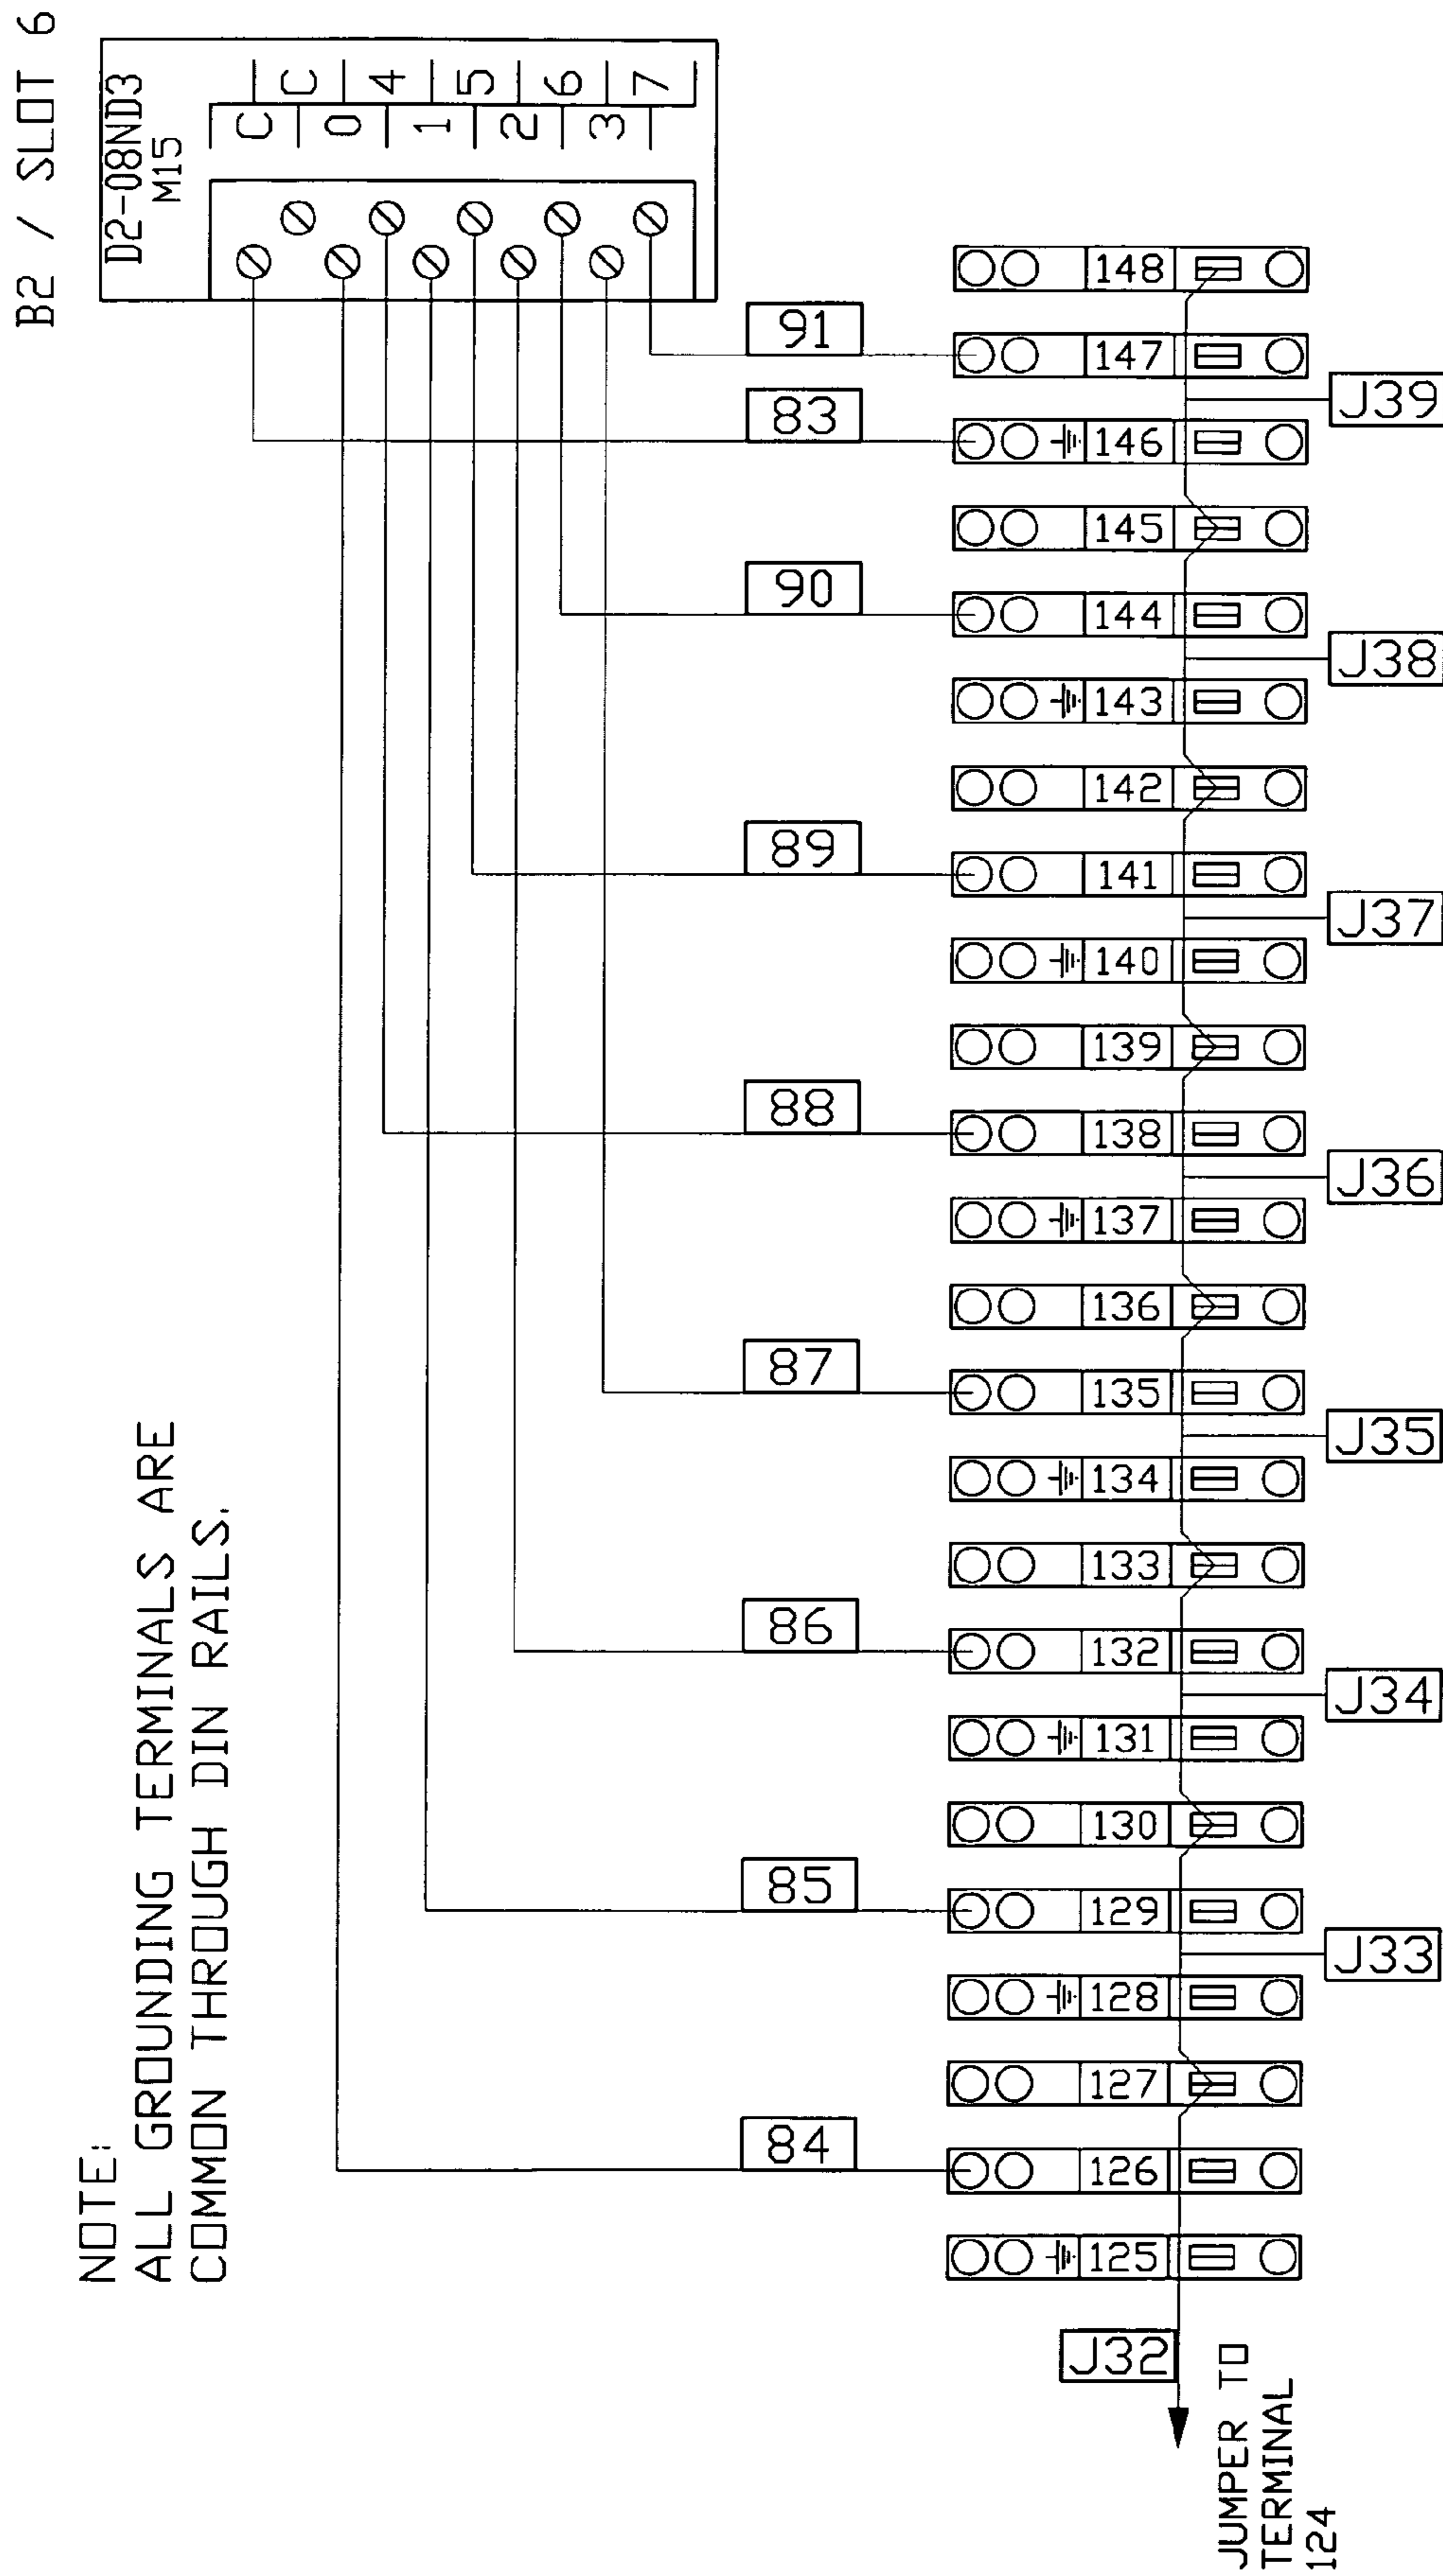 B2 / SLOT 6
D2-08ND3
M15
C
C
0
4
1
5
2
6
3
7
NOTE:
ALL GROUNDING TERMINALS ARE
COMMON THROUGH DIN RAILS.
91
83
90
89
88
87
86
85
84
148
147
146
145
144
143
142
141
140
139
138
137
136
135
134
133
132
131
130
129
128
127
126
125
J39
J38
J37
J36
J35
J34
J33
J32
JUMPER TO
TERMINAL
124